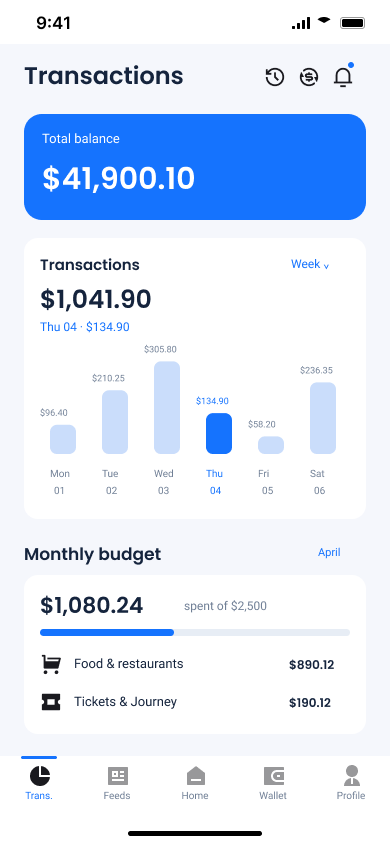 9:41
Transactions
Total balance
$41,900.10
Transactions
Week
$1,041.90
Thu 04 · $134.90
$96.40
$210.25
$305.80
$134.90
$58.20
$236.35
Mon Tue Wed Thu Fri Sat
01 02 03 04 05 06
Monthly budget
April
$1,080.24 spent of $2,500
Food & restaurants $890.12
Tickets & Journey $190.12
Trans. Feeds Home Wallet Profile